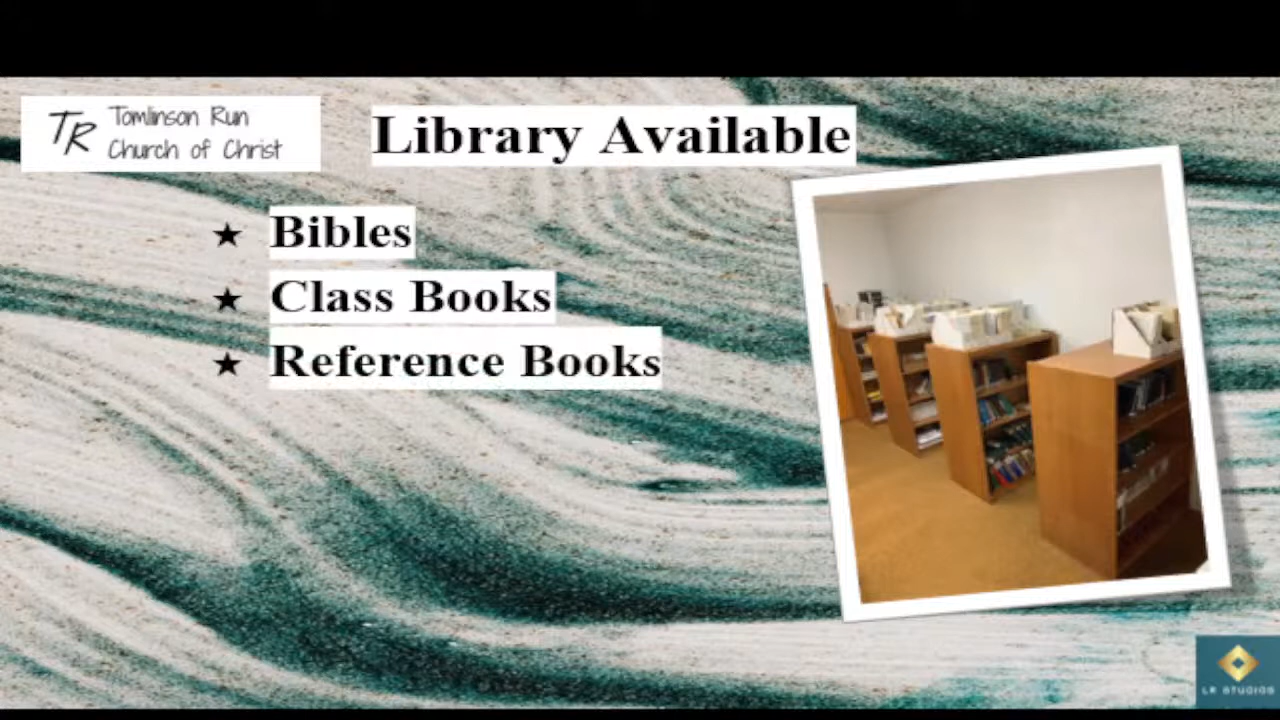 Tomlinson Run
TR
Church of Christ
Library Available
★ Bibles
★ Class Books
★ Reference Books
LR STUDIOS